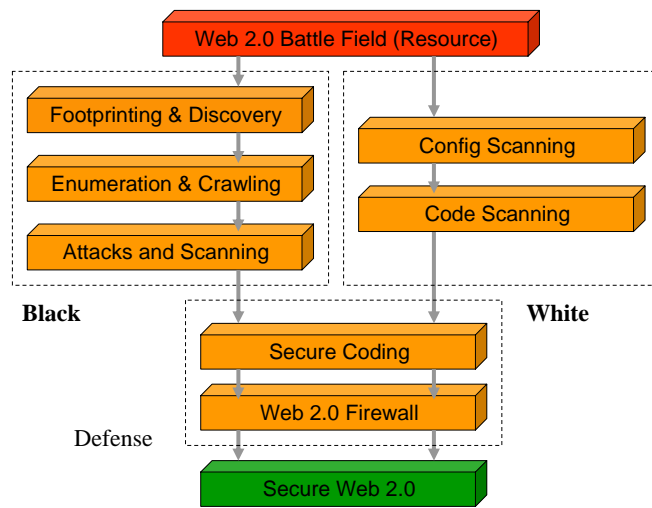 Web 2.0 Battle Field (Resource)
Footprinting & Discovery
Enumeration & Crawling
Attacks and Scanning
Black
Config Scanning
Code Scanning
White
Secure Coding
Web 2.0 Firewall
Defense
Secure Web 2.0